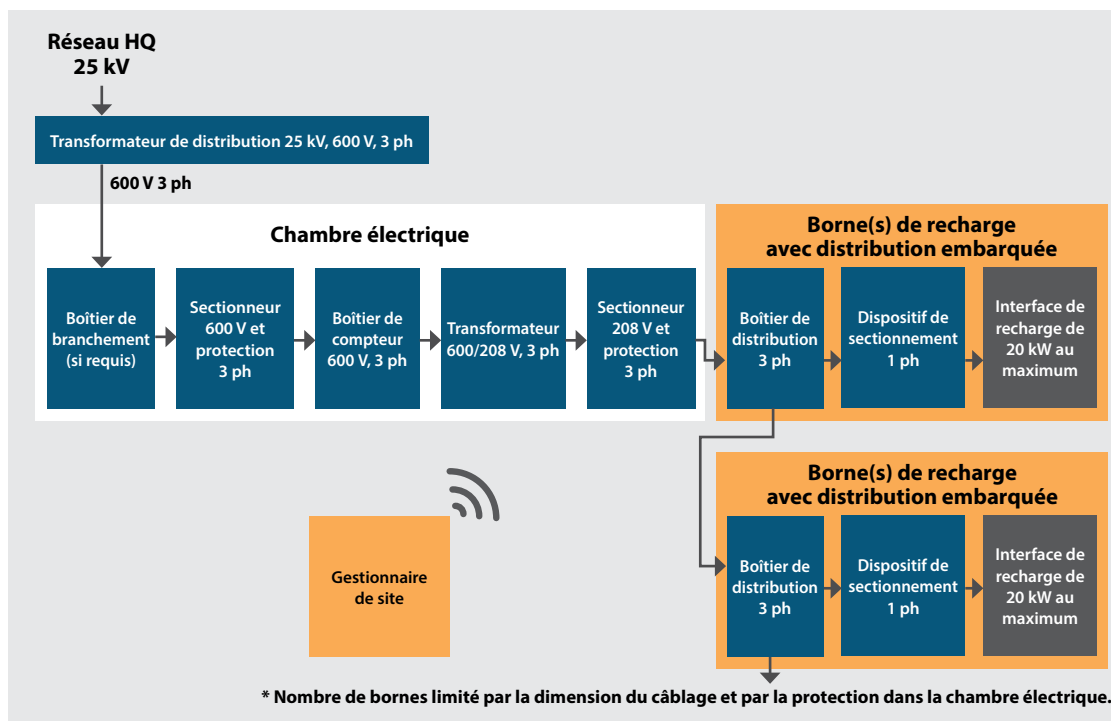 Réseau HQ
25 kV
Transformateur de distribution 25 kV, 600 V, 3 ph
600 V 3 ph
Chambre électrique
Boîtier de
branchement
(si requis)
Sectionneur
600 V et
protection
3 ph
Boîtier de
compteur
600 V, 3 ph
Transformateur
600/208 V, 3 ph
Sectionneur
208 V et
protection
3 ph
Borne(s) de recharge
avec distribution embarquée
Boîtier de
distribution
3 ph
Dispositif de
sectionnement
1 ph
Interface de
recharge de
20 kW au
maximum
Borne(s) de recharge
avec distribution embarquée
Boîtier de
distribution
3 ph
Dispositif de
sectionnement
1 ph
Interface de
recharge de
20 kW au
maximum
Gestionnaire
de site
* Nombre de bornes limité par la dimension du câblage et par la protection dans la chambre électrique.